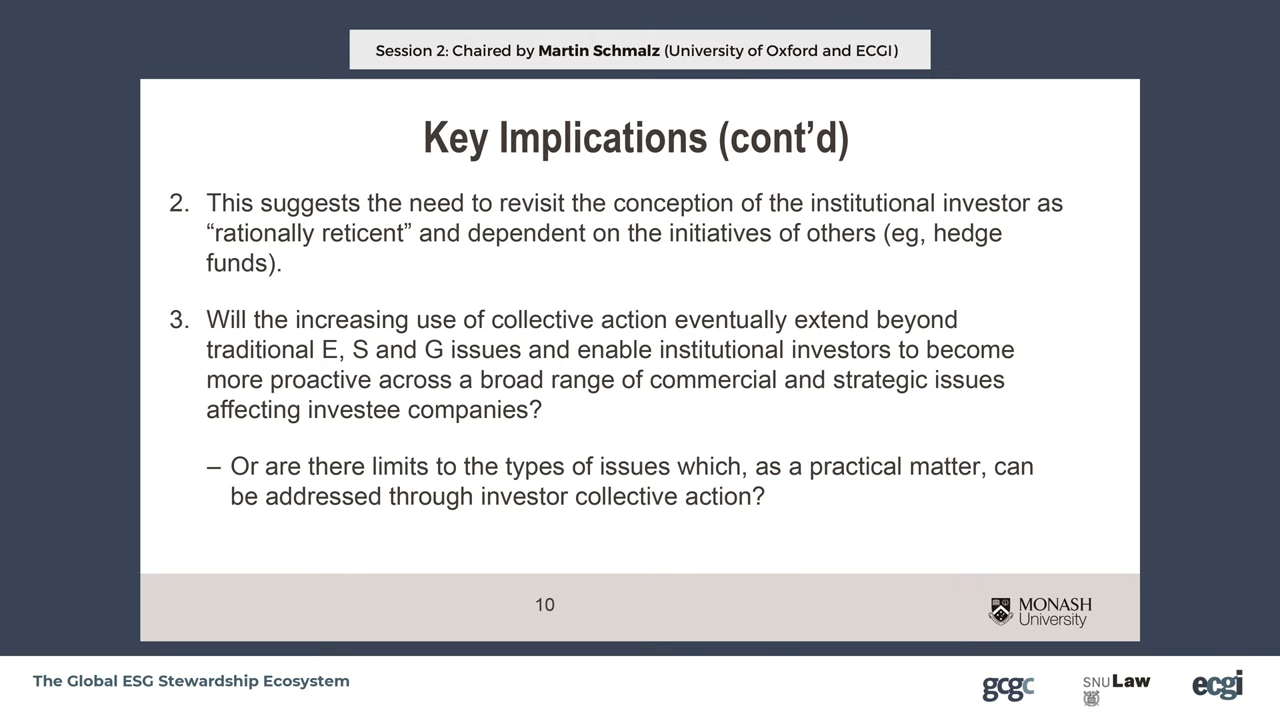 Session 2: Chaired by Martin Schmalz (University of Oxford and ECGI)
Key Implications (cont’d)
2. This suggests the need to revisit the conception of the institutional investor as
“rationally reticent” and dependent on the initiatives of others (eg, hedge
funds).
3. Will the increasing use of collective action eventually extend beyond
traditional E, S and G issues and enable institutional investors to become
more proactive across a broad range of commercial and strategic issues
affecting investee companies?
– Or are there limits to the types of issues which, as a practical matter, can
be addressed through investor collective action?
10
MONASH
University
The Global ESG Stewardship Ecosystem
gcgc
SNU Law
ecgi